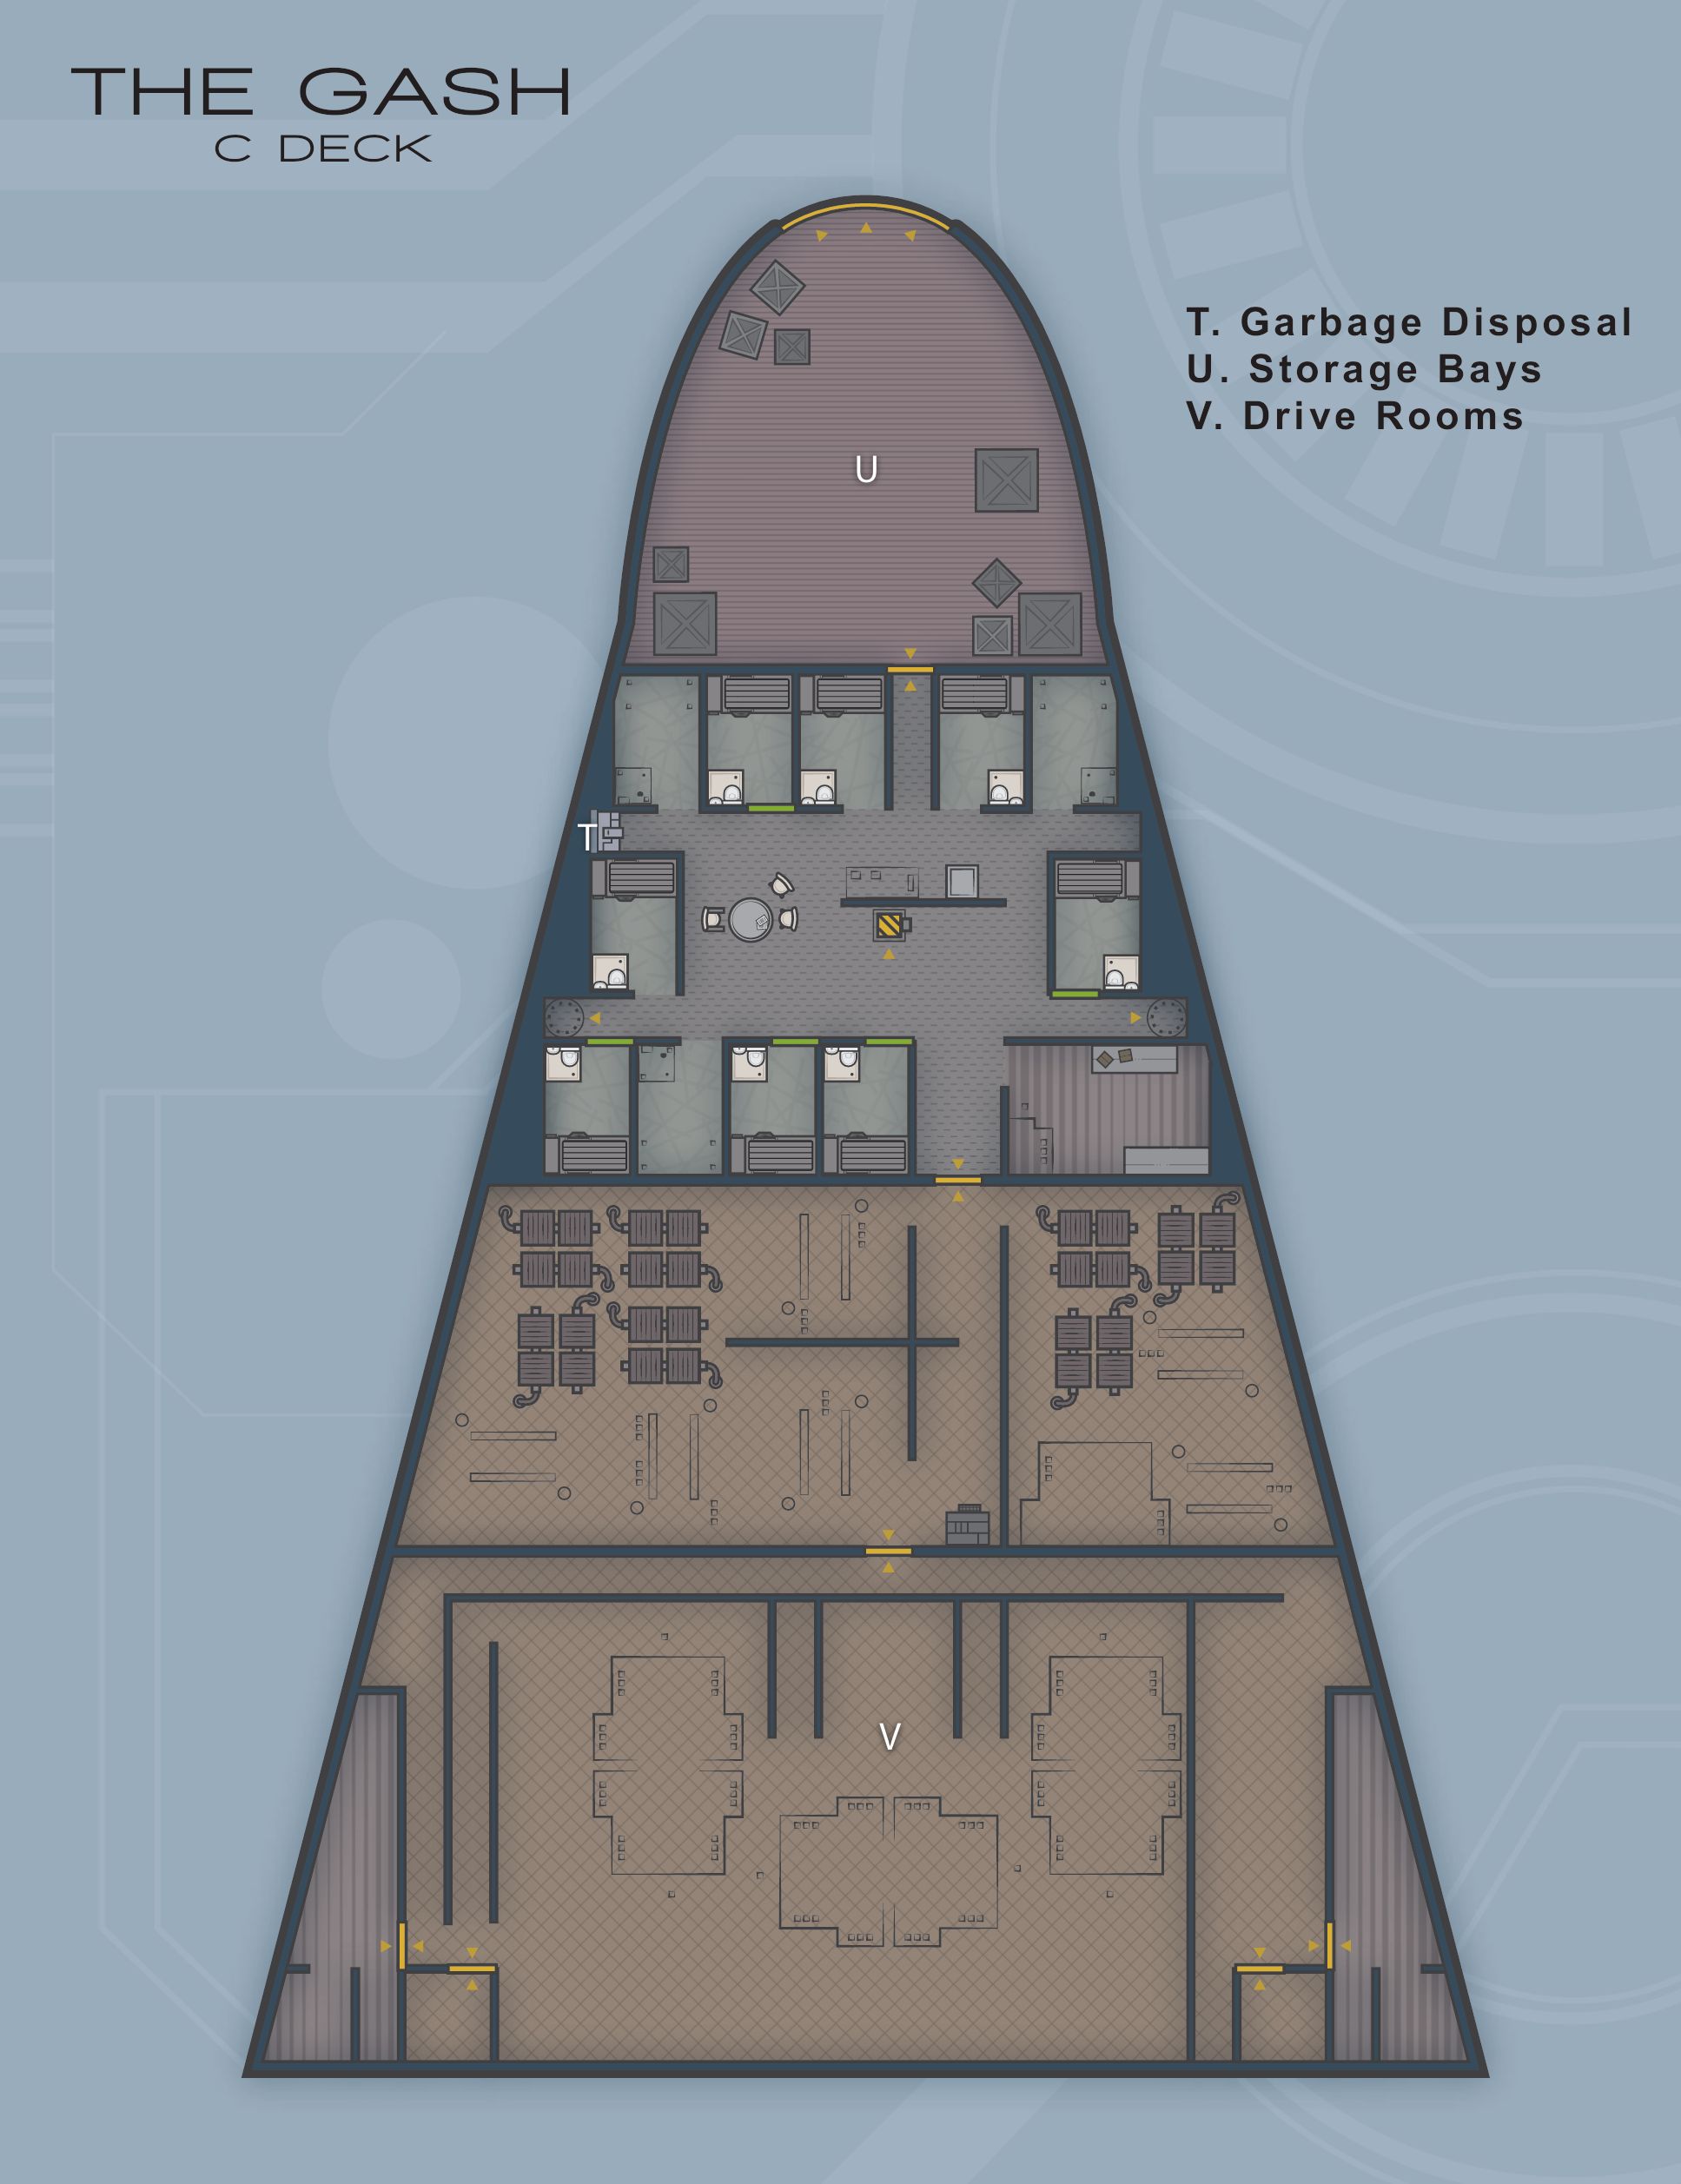 THE GASH
C DECK
T. Garbage Disposal
U. Storage Bays
V. Drive Rooms
U
T
V